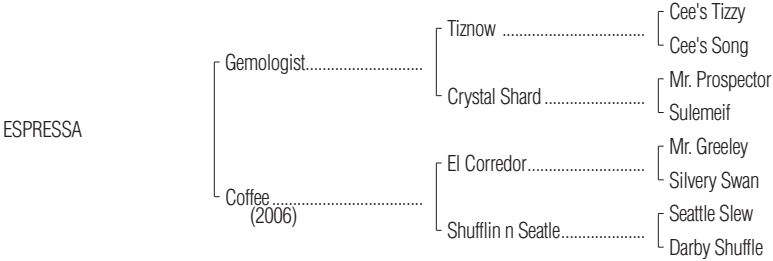 Cee's Tizzy
Tiznow ..................................
Cee's Song
Gemologist............................
Mr. Prospector
Crystal Shard ........................
Sulemeif
ESPRESSA
Mr. Greeley
El Corredor............................
Silvery Swan
Coffee ....................................
(2006)
Seattle Slew
Shufflin n Seatle....................
Darby Shuffle